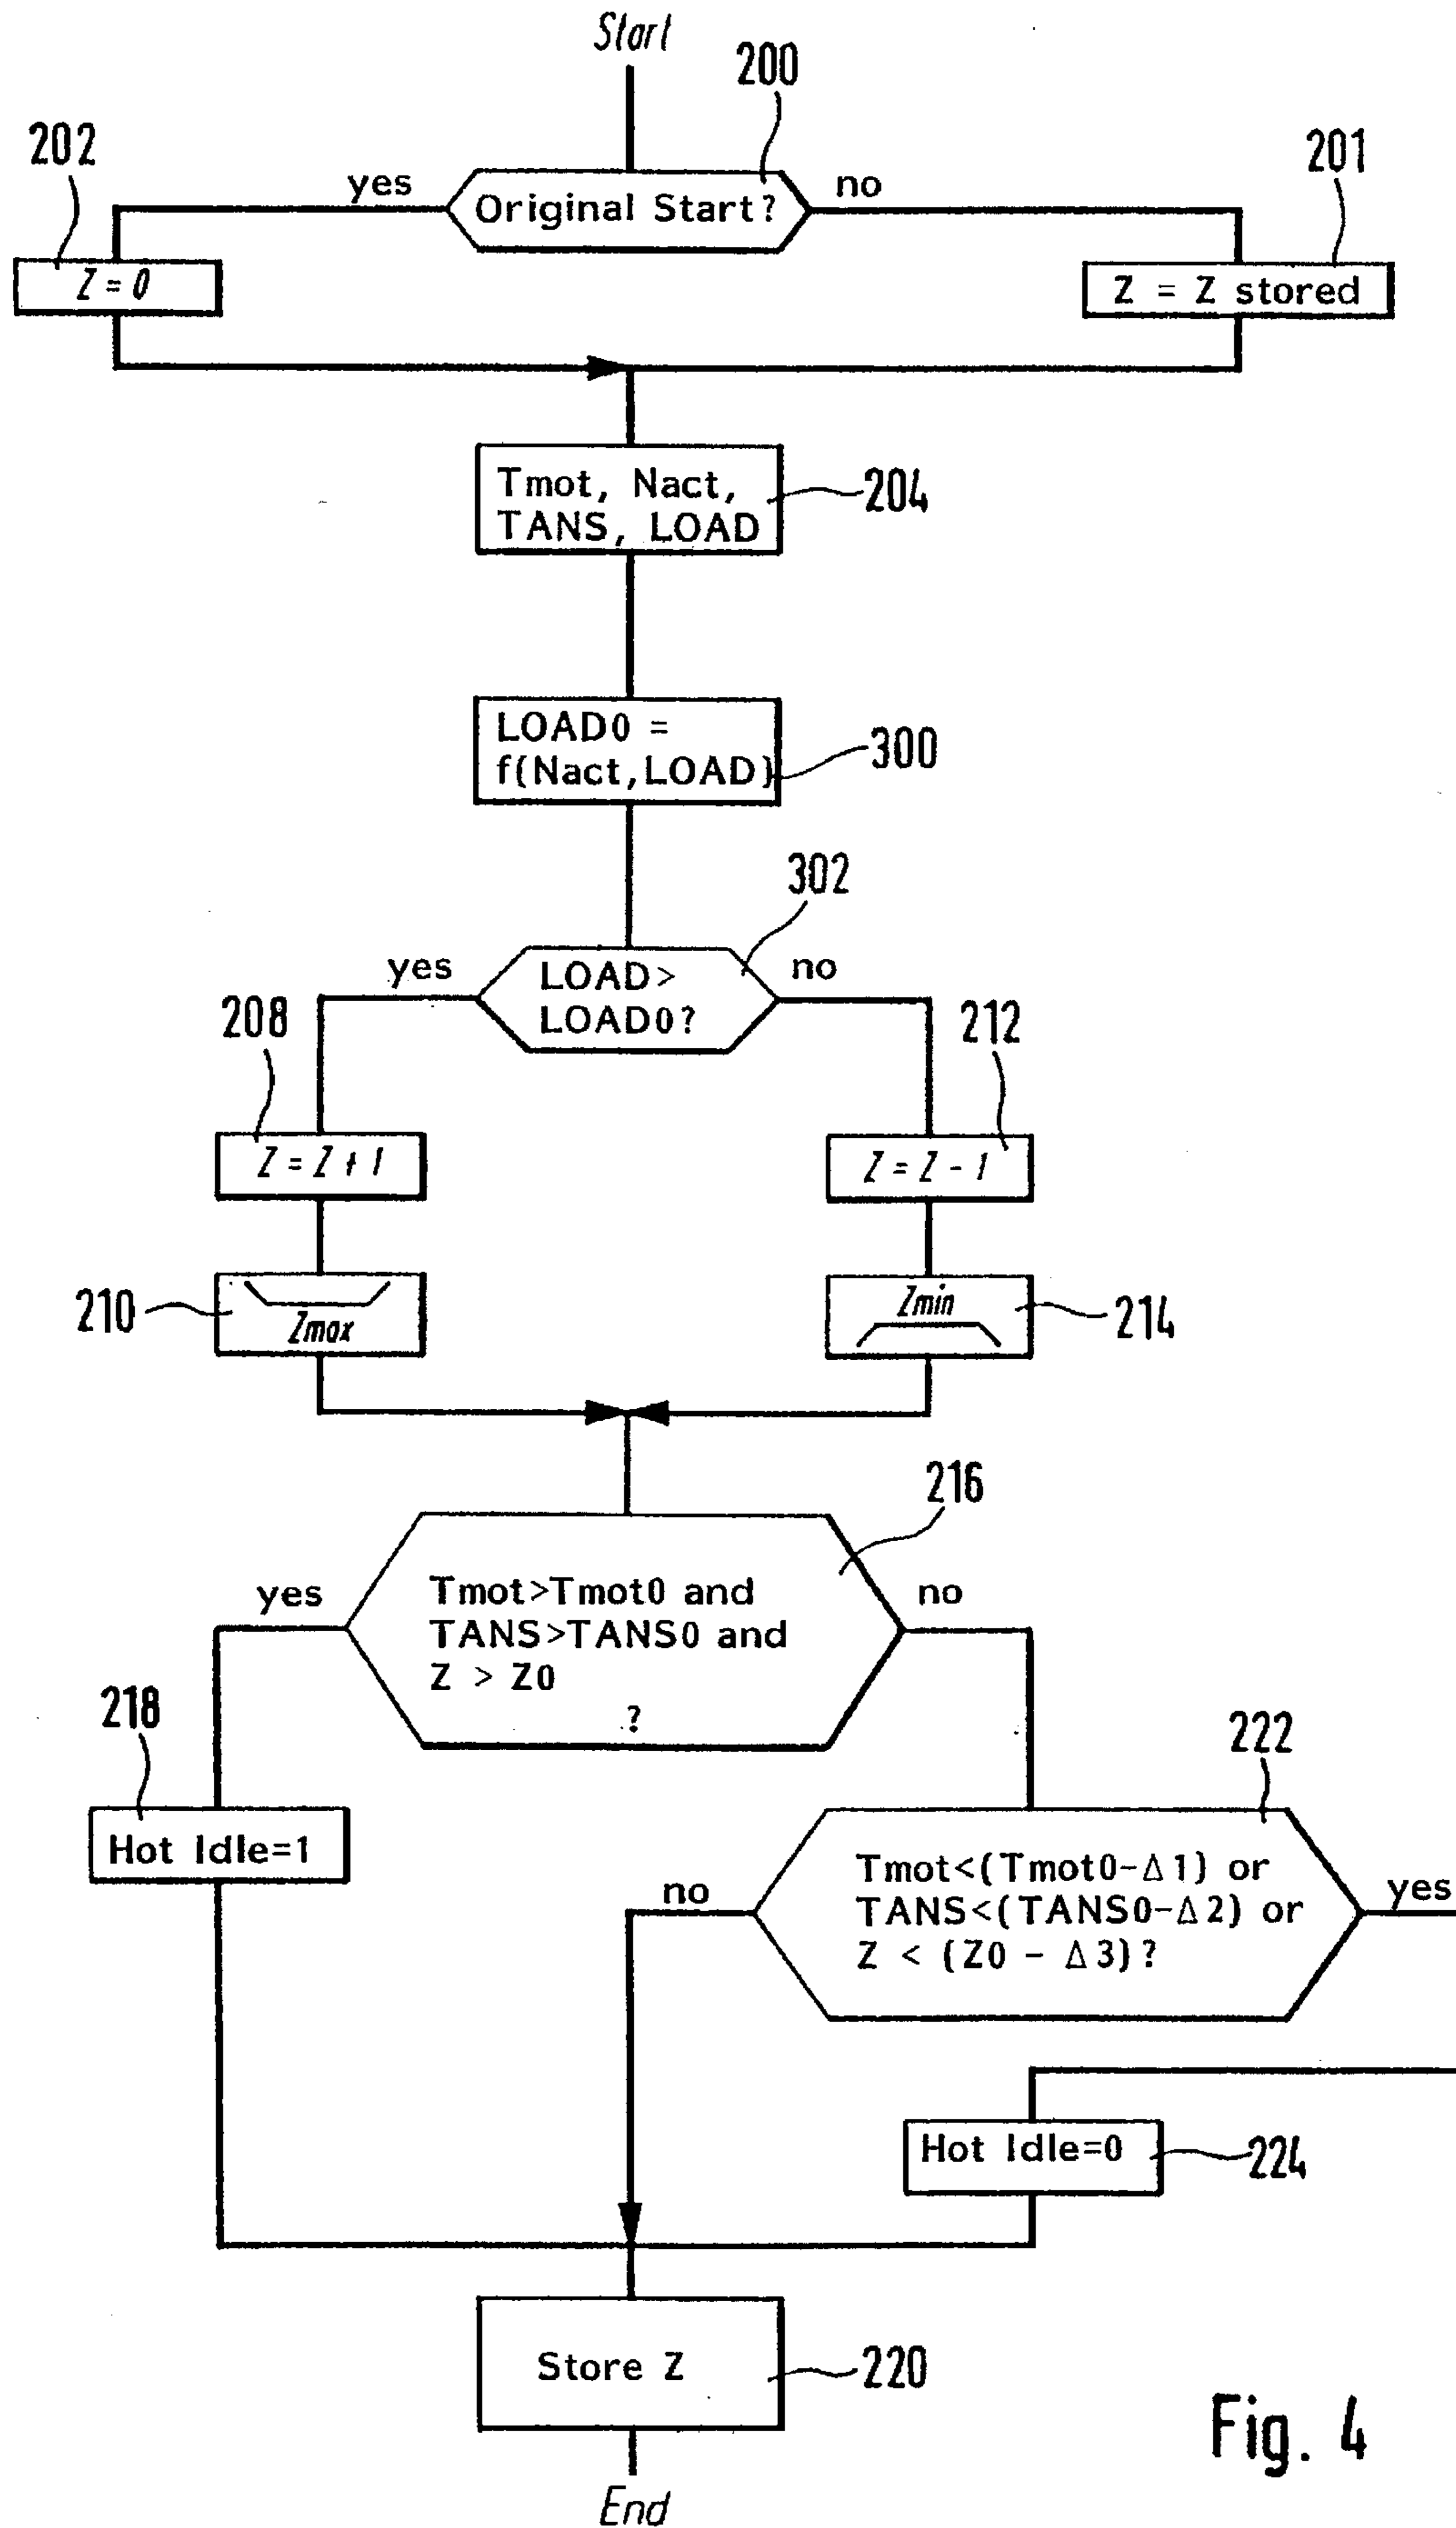 Start
200
202
201
yes
Original Start?
no
Z = 0
Z = Z stored
Tmot, Nact,
TANS, LOAD
204
LOAD0 =
f(Nact,LOAD)
300
302
yes
LOAD>
LOAD0?
no
208
212
Z = Z + 1
Z = Z - 1
210
Zmax
Zmin
214
216
yes
Tmot>Tmot0 and
TANS>TANS0 and
Z > Z0
?
no
218
222
Hot Idle=1
no
Tmot<(Tmot0-Δ1) or
TANS<(TANS0-Δ2) or
Z < (Z0 - Δ3)?
yes
Hot Idle=0
224
Store Z
220
Fig. 4
End